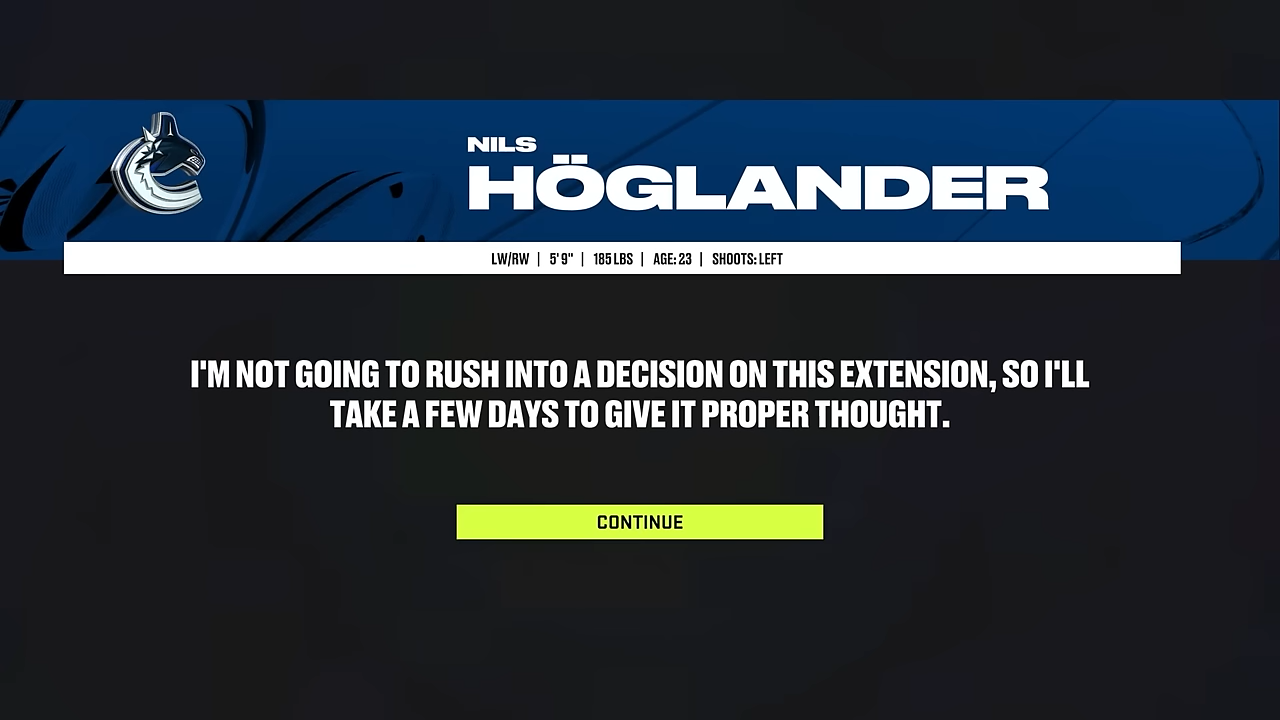 NILS
HÖGLANDER
LW/RW | 5' 9" | 185 LBS | AGE: 23 | SHOOTS: LEFT
I'M NOT GOING TO RUSH INTO A DECISION ON THIS EXTENSION, SO I'LL
TAKE A FEW DAYS TO GIVE IT PROPER THOUGHT.
CONTINUE